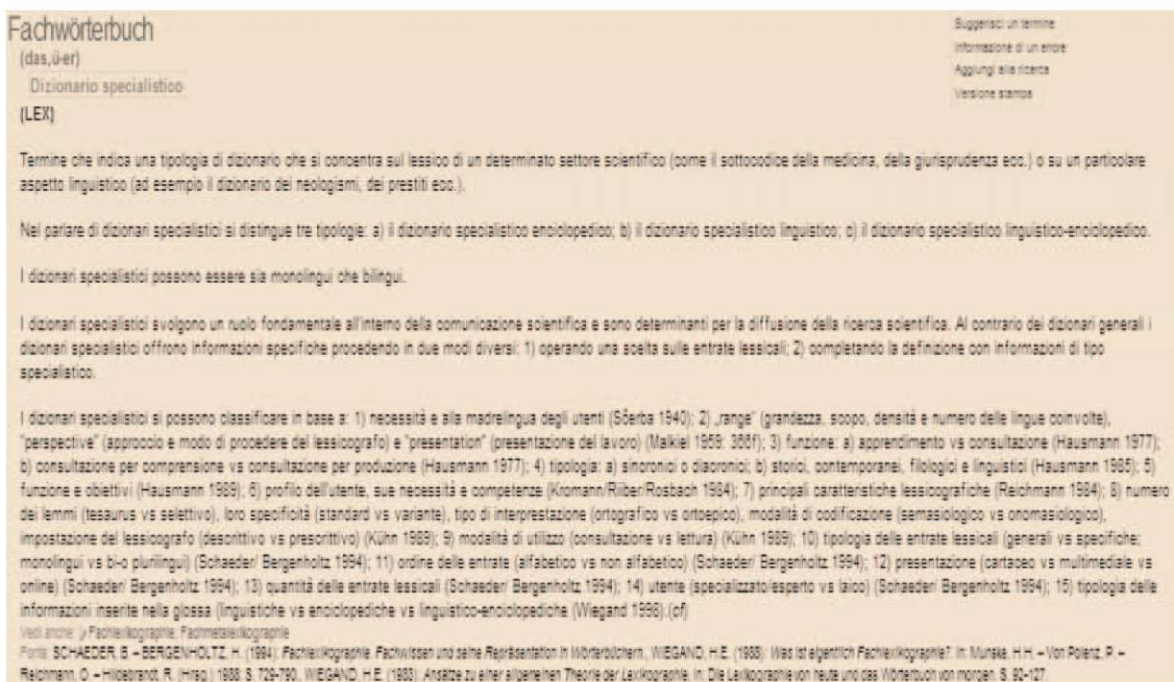 Fachwörterbuch
(das,ü-er)
Dizionario specialistico
(LEX)
Suggerisci un termine
Informazione di un errore
Aggiungi alla ricerca
Versione stampa
Termine che indica una tipologia di dizionario che si concentra sul lessico di un determinato settore scientifico (come il sottocodice della medicina, della giurisprudenza ecc.) o su un particolare
aspetto linguistico (ad esempio il dizionario dei neologismi, dei prestiti ecc.).
Nel parlare di dizionari specialistici si distingue tre tipologie: a) il dizionario specialistico enciclopedico; b) il dizionario specialistico linguistico; c) il dizionario specialistico linguistico-enciclopedico.
I dizionari specialistici possono essere sia monolingui che bilingui.
I dizionari specialistici svolgono un ruolo fondamentale all'interno della comunicazione scientifica e sono determinanti per la diffusione della ricerca scientifica. Al contrario dei dizionari generali i
dizionari specialistici offrono informazioni specifiche procedendo in due modi diversi: 1) operando una scelta sulle entrate lessicali; 2) completando la definizione con informazioni di tipo
specialistico.
I dizionari specialistici si possono classificare in base a: 1) necessità e alla madrelingua degli utenti (Sčerba 1940); 2) „range" (grandezza, scopo, densità e numero delle lingue coinvolte),
"perspective" (approccio e modo di procedere del lessicografo) e "presentation" (presentazione del lavoro) (Malkiel 1959: 366f); 3) funzione: a) apprendimento vs consultazione (Hausmann 1977);
b) consultazione per comprensione vs consultazione per produzione (Hausmann 1977); 4) tipologia: a) sincronici o diacronici; b) storici, contemporanei, filologici e linguistici (Hausmann 1985); 5)
funzione e obiettivi (Hausmann 1989); 6) profilo dell'utente, sue necessità e competenze (Kromann/Riiber/Rosbach 1984); 7) principali caratteristiche lessicografiche (Reichmann 1984); 8) numero
dei lemmi (tesaurus vs selettivo), loro specificità (standard vs variante), tipo di interprestazione (ortografico vs ortoepico), modalità di codificazione (semasiologico vs onomasiologico),
impostazione del lessicografo (descrittivo vs prescrittivo) (Kühn 1989); 9) modalità di utilizzo (consultazione vs lettura) (Kühn 1989); 10) tipologia delle entrate lessicali (generali vs specifiche;
monolingui vs bi-o plurilingui) (Schaeder/ Bergenholtz 1994); 11) ordine delle entrate (alfabetico vs non alfabetico) (Schaeder/ Bergenholtz 1994); 12) presentazione (cartaceo vs multimediale vs
online) (Schaeder/ Bergenholtz 1994); 13) quantità delle entrate lessicali (Schaeder/ Bergenholtz 1994); 14) utente (specializzato/esperto vs laico) (Schaeder/ Bergenholtz 1994); 15) tipologia delle
informazioni inserite nella glossa (linguistiche vs enciclopediche vs linguistico-enciclopediche (Wiegand 1998).(cf)
Vedi anche: Fachlexikographie, Fachmetalexikographie
Fonte: SCHAEDER, B. – BERGENHOLTZ, H. (1994): Fachlexikographie. Fachwissen und seine Repräsentation in Wörterbüchern., WIEGAND, H.E. (1988): Was ist eigentlich Fachlexikographie?. In: Munske, H.H. – Von Polenz, P. –
Reichmann, O. – Hildebrandt, R. (Hrsg.) 1988 S. 729-790, WIEGAND, H.E. (1983): Ansätze zu einer allgemeinen Theorie der Lexikographie. In: Die Lexikographie von heute und das Wörterbuch von morgen. S. 92-127.